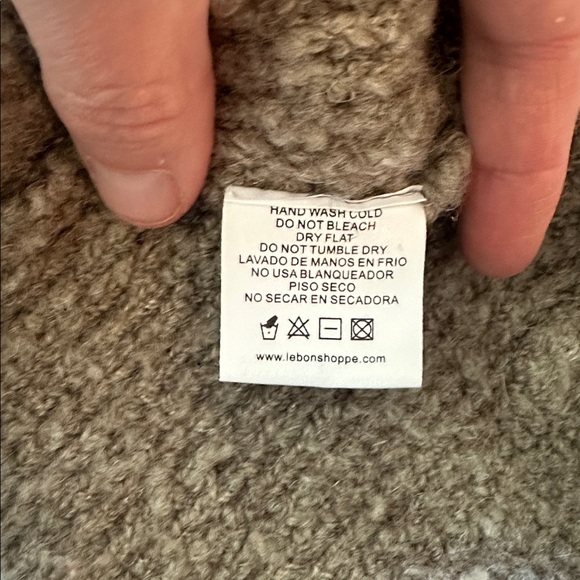 HAND WASH COLD
DO NOT BLEACH
DRY FLAT
DO NOT TUMBLE DRY
LAVADO DE MANOS EN FRIO
NO USA BLANQUEADOR
PISO SECO
NO SECAR EN SECADORA
www.lebonshoppe.com